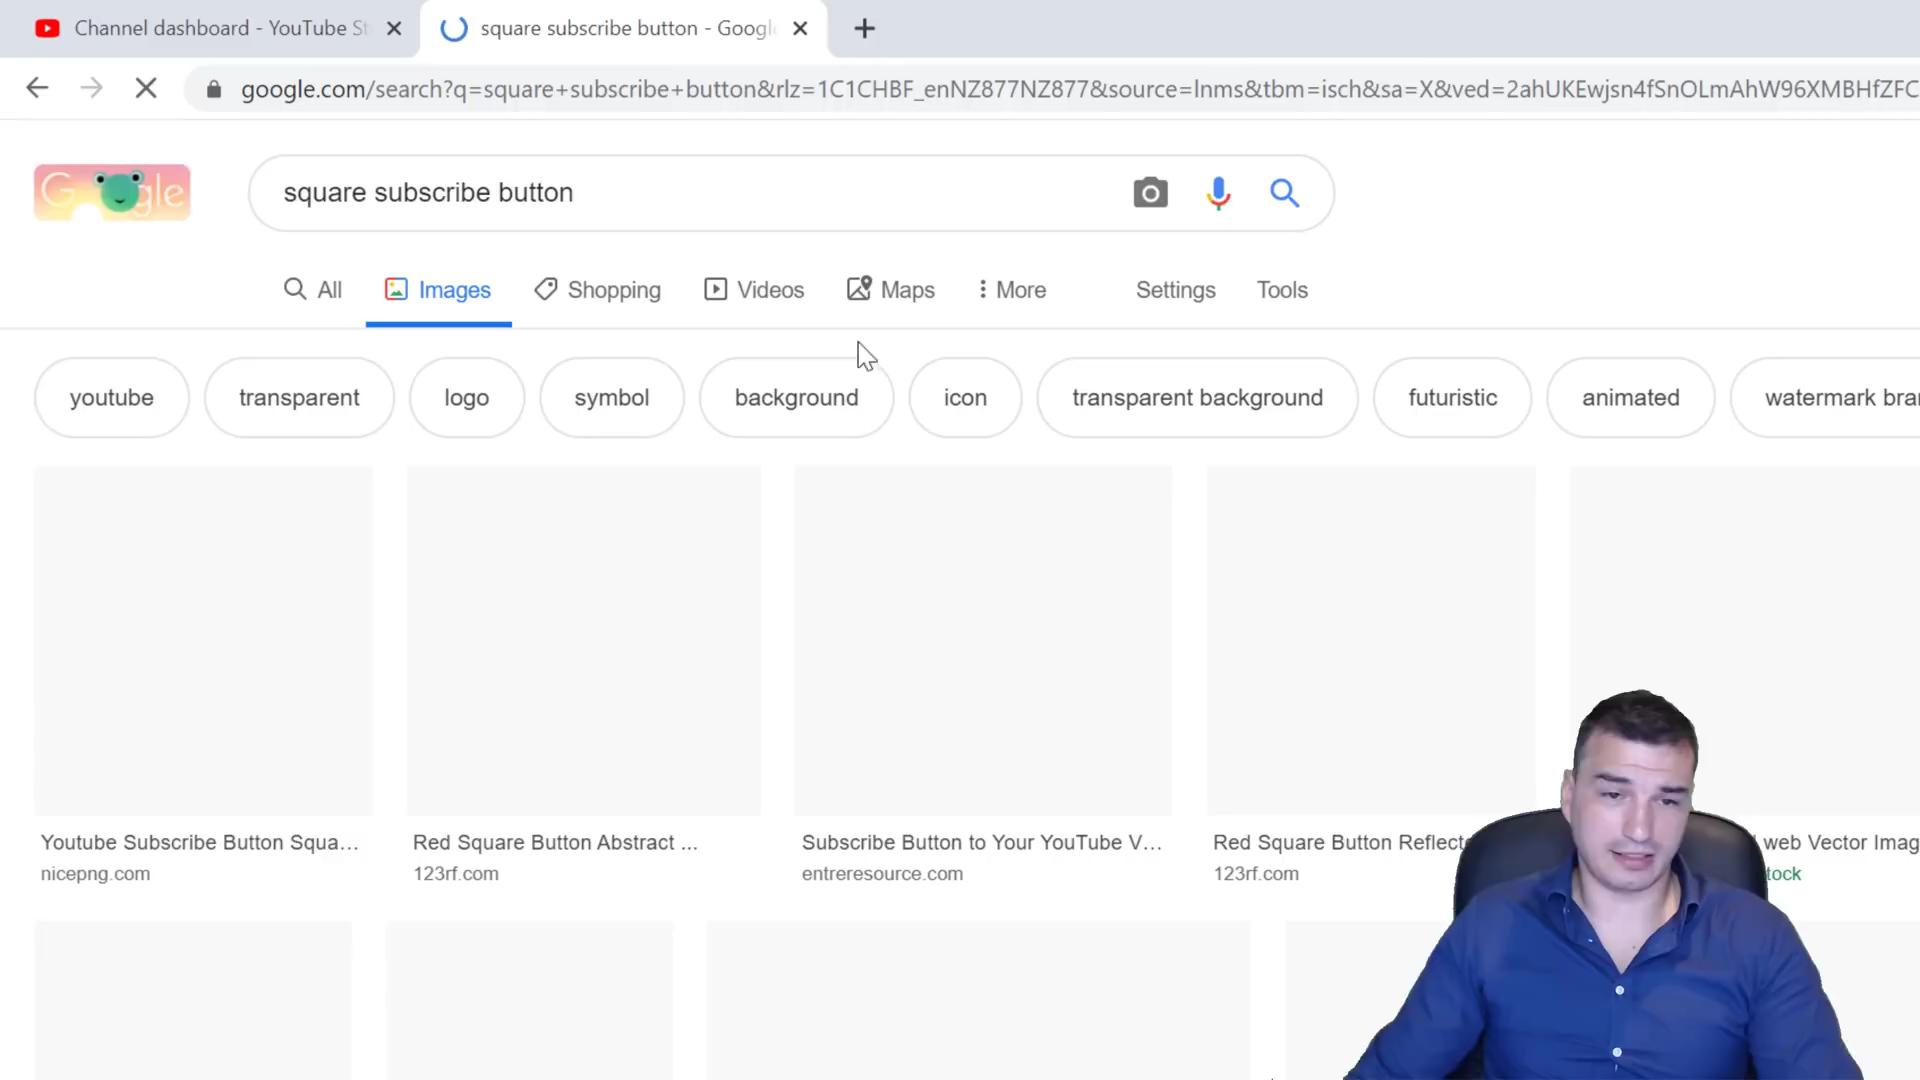 Channel dashboard - YouTube St
square subscribe button - Google
google.com/search?q=square+subscribe+button&rlz=1C1CHBF_enNZ877NZ877&source=lnms&tbm=isch&sa=X&ved=2ahUKEwjsn4fSnOLmAhW96XMBHfZFC
Google
square subscribe button
All Images Shopping Videos Maps More Settings Tools
youtube transparent logo symbol background icon transparent background futuristic animated watermark bra
Youtube Subscribe Button Squa... Red Square Button Abstract ... Subscribe Button to Your YouTube V... Red Square Button Reflect web Vector Imag
nicepng.com 123rf.com entreresource.com 123rf.com tock